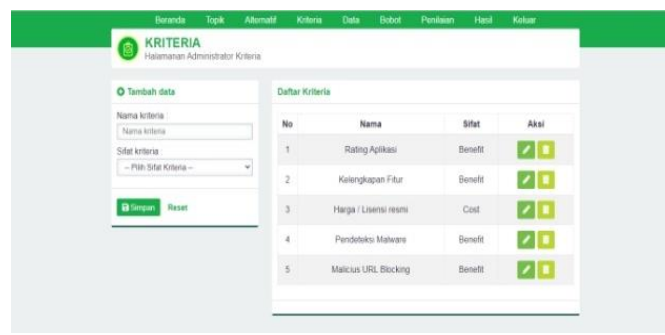 Beranda Topik Alternatif Kriteria Data Bobot Penilaian Hasil Keluar
KRITERIA
Halamanan Administrator Kriteria
Tambah data
Nama kriteria :
Nama kriteria
Sifat kriteria :
-- Pilih Sifat Kriteria --
Simpan Reset
Daftar Kriteria
No Nama Sifat Aksi
1 Rating Aplikasi Benefit
2 Kelengkapan Fitur Benefit
3 Harga / Lisensi resmi Cost
4 Pendeteksi Malware Benefit
5 Malicius URL Blocking Benefit